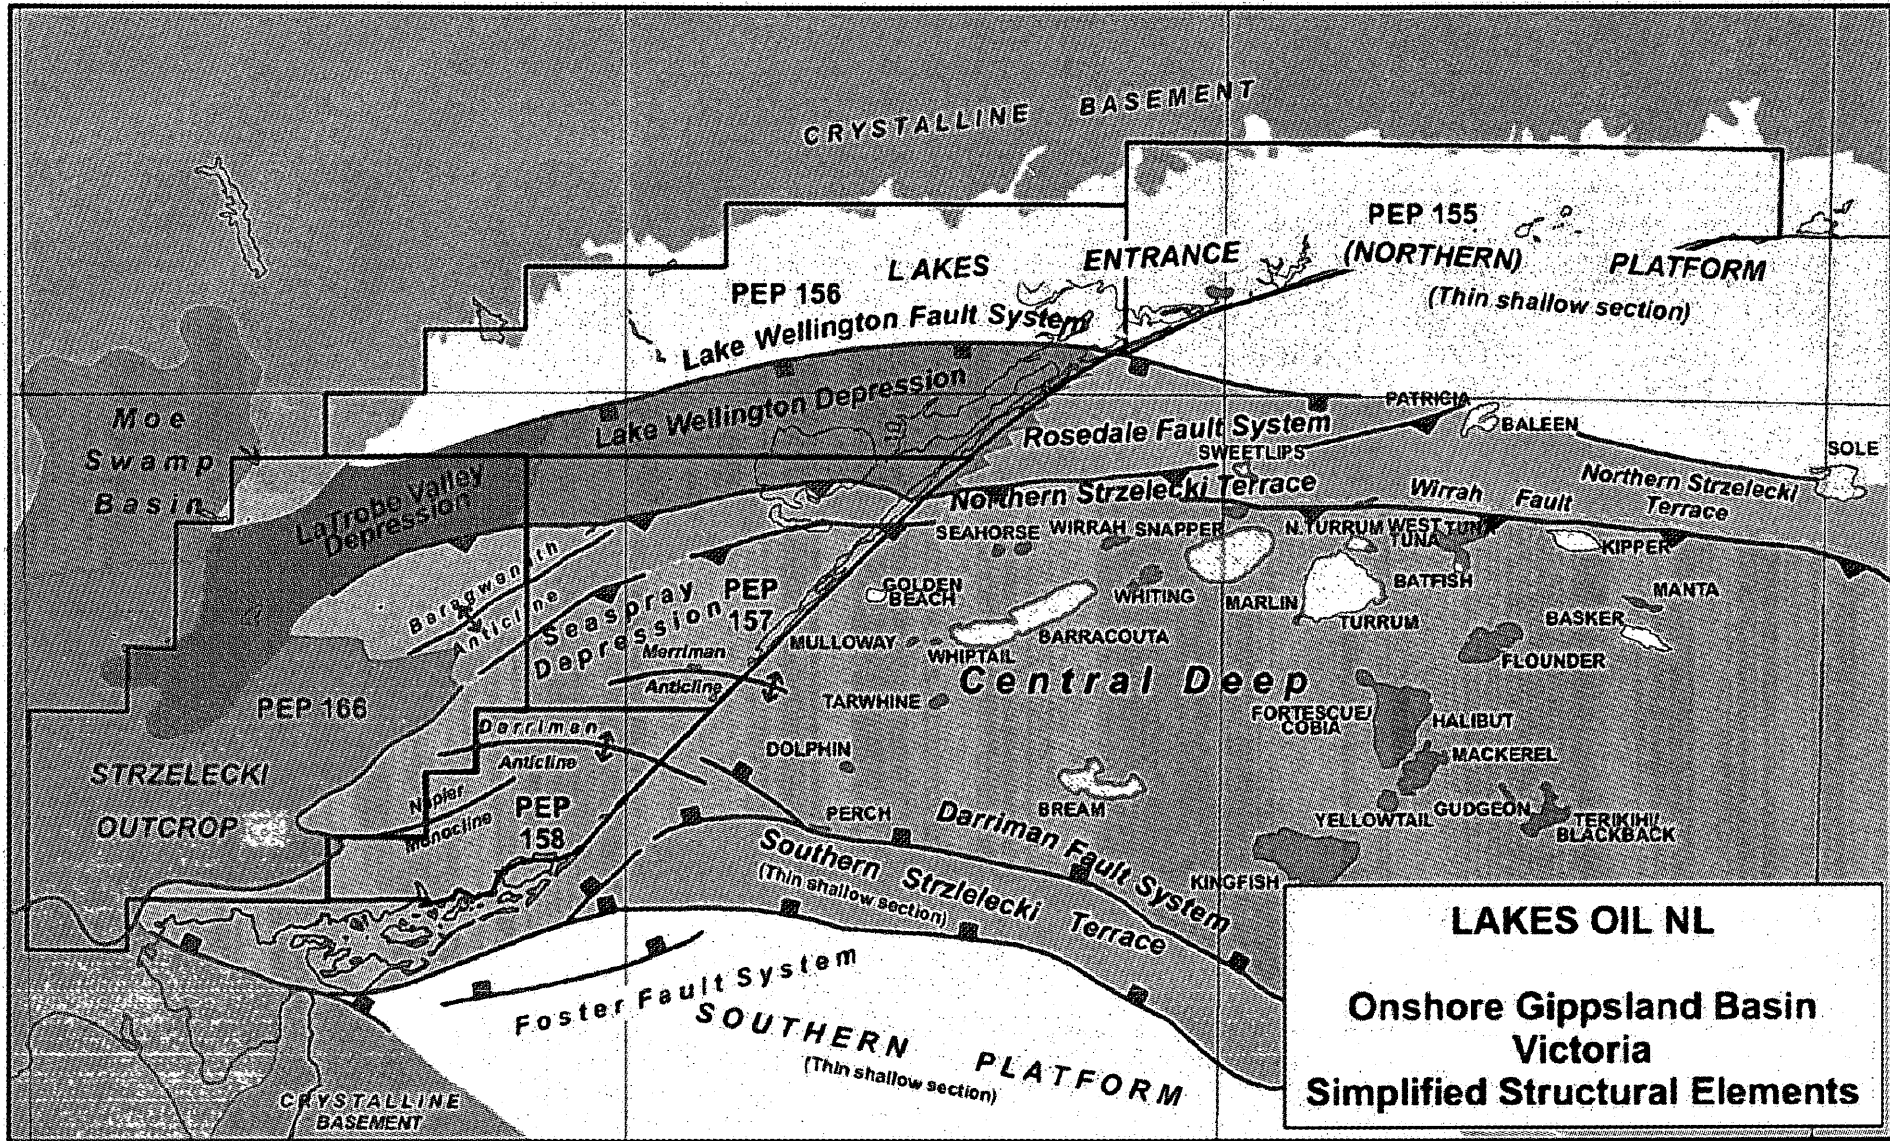 CRYSTALLINE BASEMENT
PEP 155
LAKES ENTRANCE (NORTHERN) PLATFORM
(Thin shallow section)
PEP 156
Lake Wellington Fault System
Lake Wellington Depression
Moe
Swamp
Basin
LaTrobe Valley
Depression
Rosedale Fault System
PATRICIA
BALEEN
SWEETLIPS
SOLE
Northern Strzelecki Terrace
Wirrah Fault
Northern Strzelecki
Terrace
SEAHORSE
WIRRAH
SNAPPER
N.TURRUM
WEST
TUNA
TUNA
KIPPER
Baragwanath
Anticline
Seaspray
Depression
PEP
157
GOLDEN
BEACH
WHITING
MARLIN
BATFISH
MANTA
TURRUM
BASKER
MULLOWAY
WHIPTAIL
BARRACOUTA
FLOUNDER
Merriman
Anticline
Central Deep
PEP 166
TARWHINE
FORTESCUE/
COBIA
HALIBUT
Darriman
Anticline
DOLPHIN
MACKEREL
STRZELECKI
OUTCROP
Napier
Monocline
PEP
158
BREAM
PERCH
YELLOWTAIL
GUDGEON
TERIKIHI/
BLACKBACK
Darriman Fault System
Southern Strzlelecki Terrace
(Thin shallow section)
KINGFISH
Foster Fault System
SOUTHERN PLATFORM
(Thin shallow section)
CRYSTALLINE
BASEMENT
LAKES OIL NL
Onshore Gippsland Basin
Victoria
Simplified Structural Elements